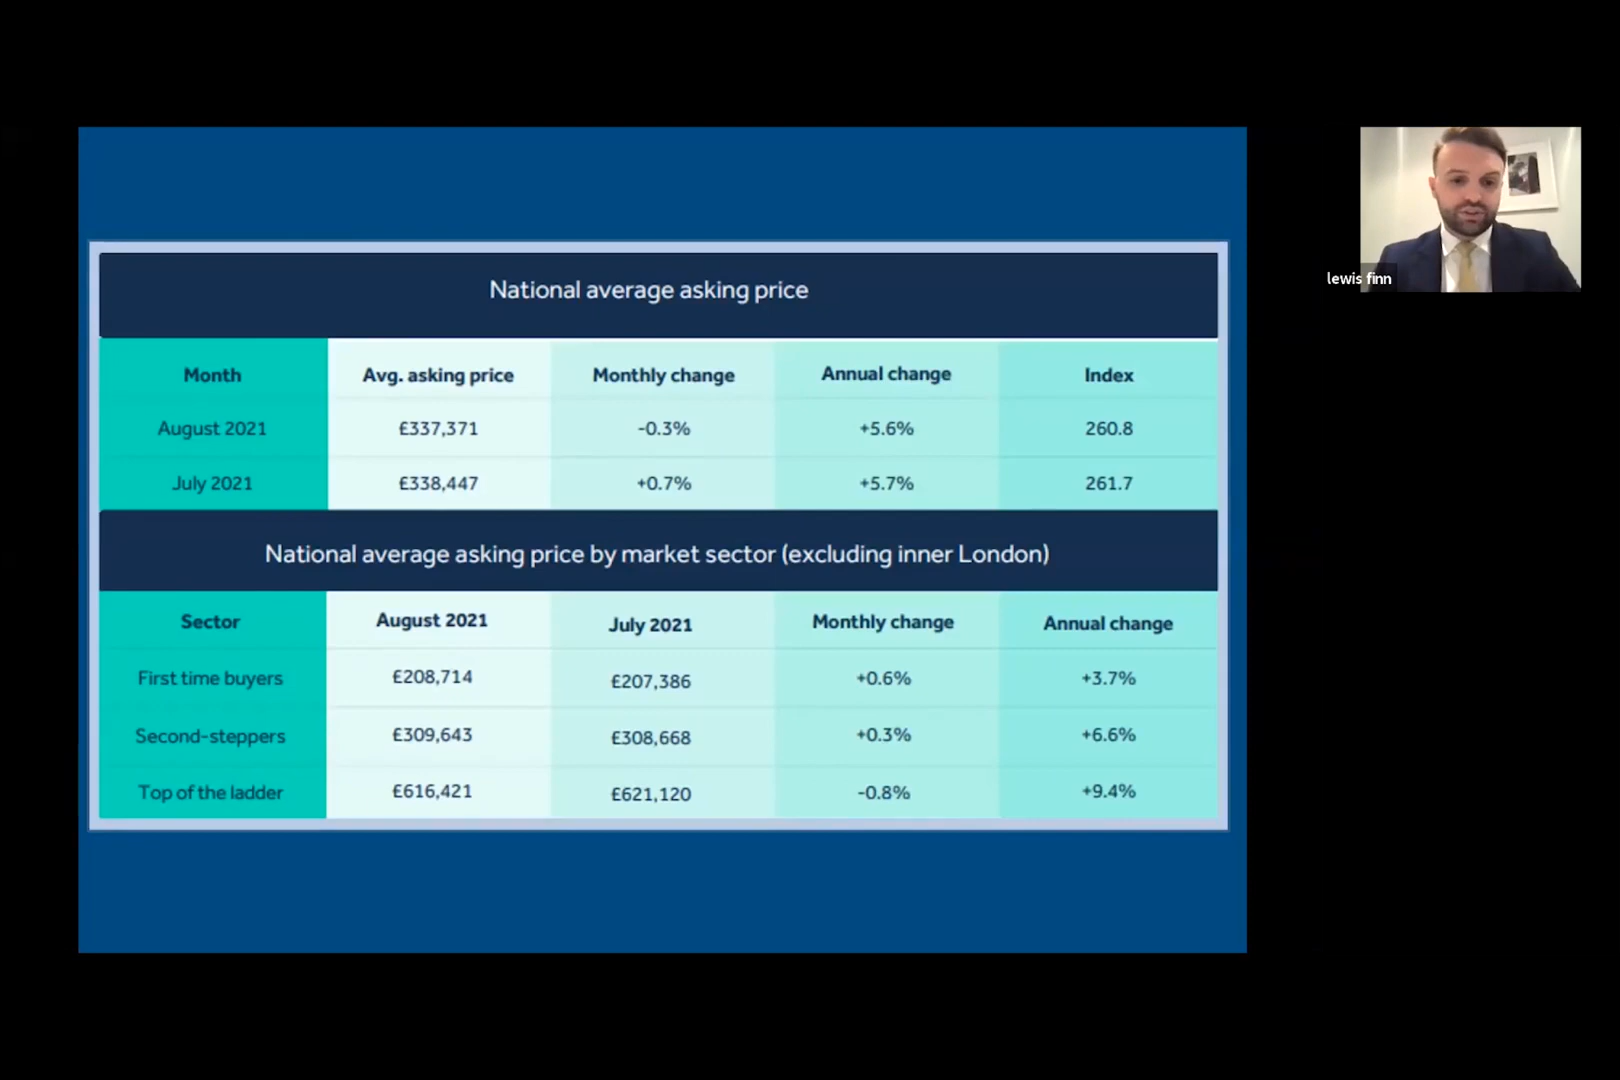 National average asking price
Month Avg. asking price Monthly change Annual change Index
August 2021 £337,371 -0.3% +5.6% 260.8
July 2021 £338,447 +0.7% +5.7% 261.7
National average asking price by market sector (excluding inner London)
Sector August 2021 July 2021 Monthly change Annual change
First time buyers £208,714 £207,386 +0.6% +3.7%
Second-steppers £309,643 £308,668 +0.3% +6.6%
Top of the ladder £616,421 £621,120 -0.8% +9.4%
lewis finn